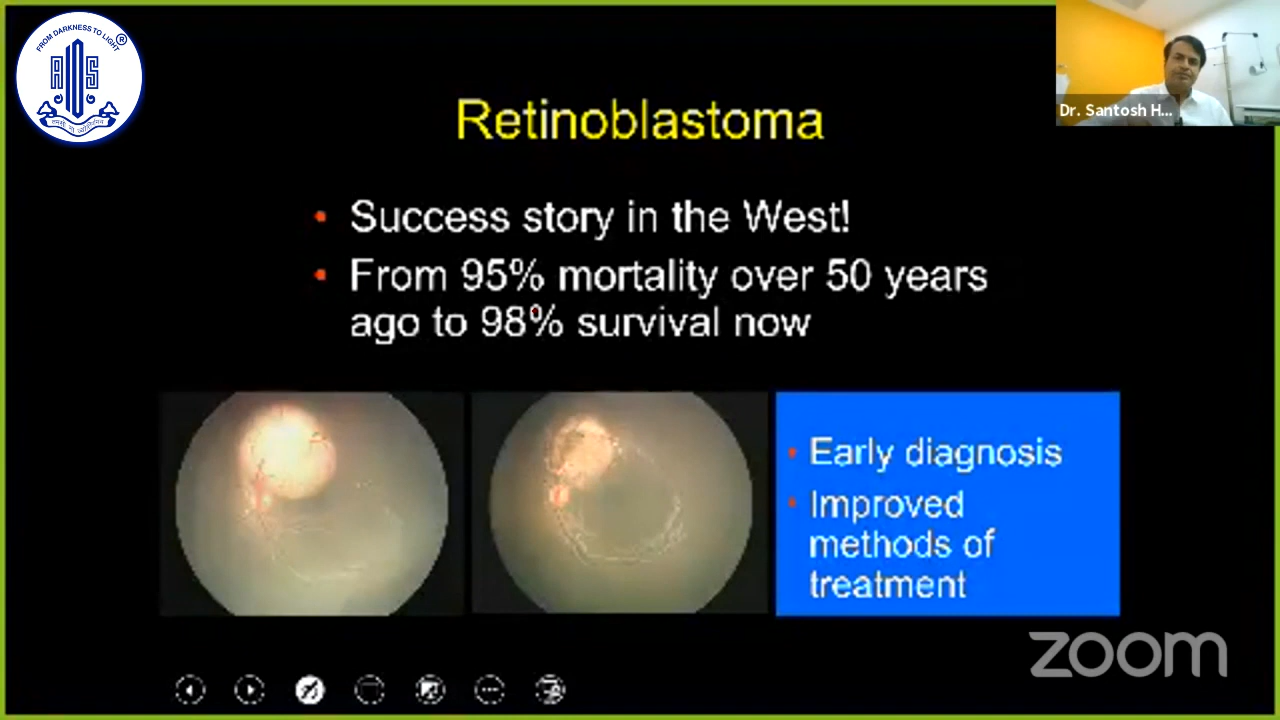 FROM DARKNESS TO LIGHT
AIOS
Retinoblastoma
Dr. Santosh H...
• Success story in the West!
• From 95% mortality over 50 years
ago to 98% survival now
• Early diagnosis
• Improved
methods of
treatment
zoom